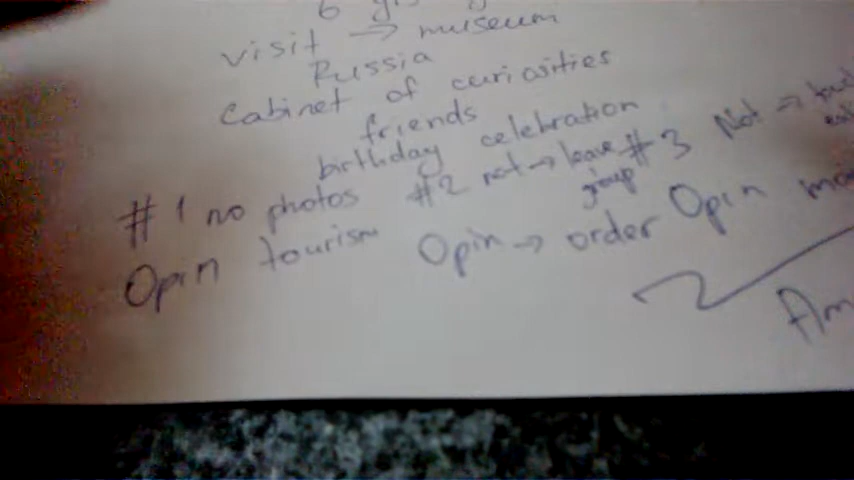 visit → museum
Russia
Cabinet of curiosities
friends
birthday celebration
#1 no photos #2 not → leave group #3 Not →
Opin tourism Opin → order Opin